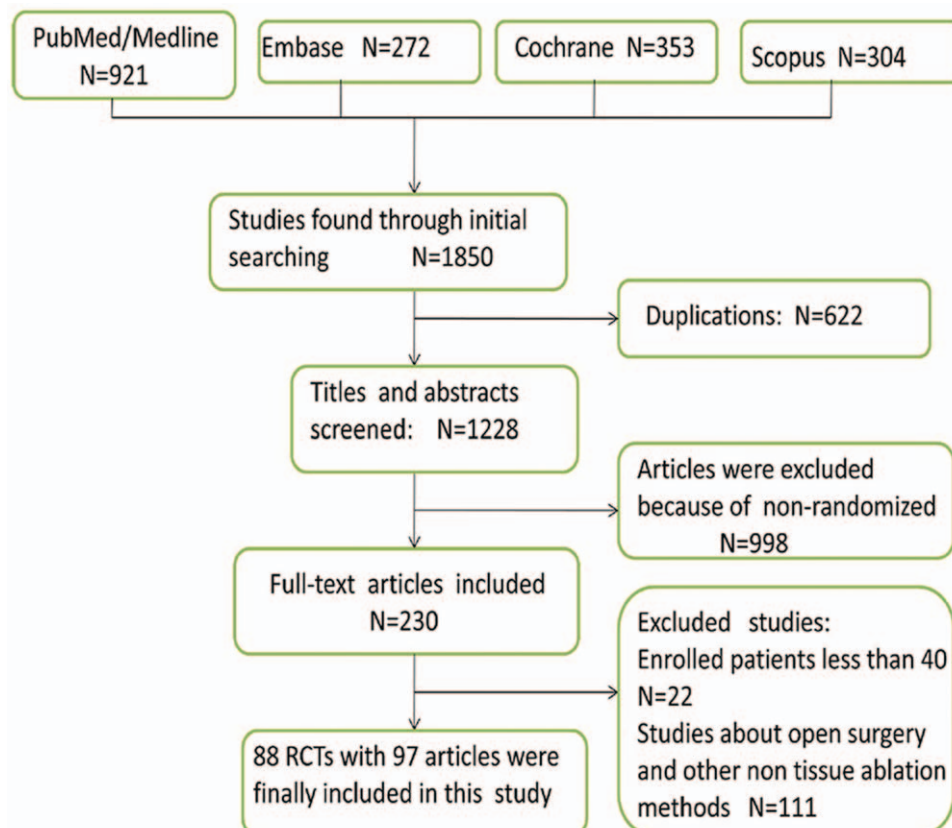 PubMed/Medline
N=921
Embase N=272
Cochrane N=353
Scopus N=304
Studies found through initial
searching N=1850
Duplications: N=622
Titles and abstracts
screened: N=1228
Articles were excluded
because of non-randomized
N=998
Full-text articles included
N=230
Excluded studies:
Enrolled patients less than 40
N=22
Studies about open surgery
and other non tissue ablation
methods N=111
88 RCTs with 97 articles were
finally included in this study